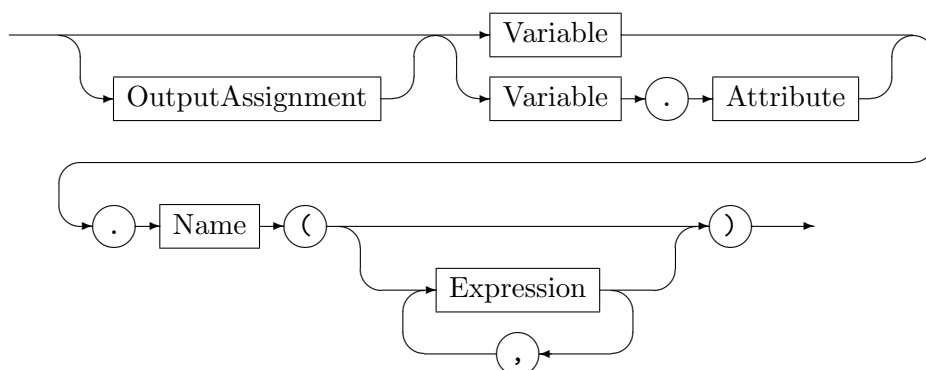 Variable
OutputAssignment Variable . Attribute
. Name ( )
Expression
,